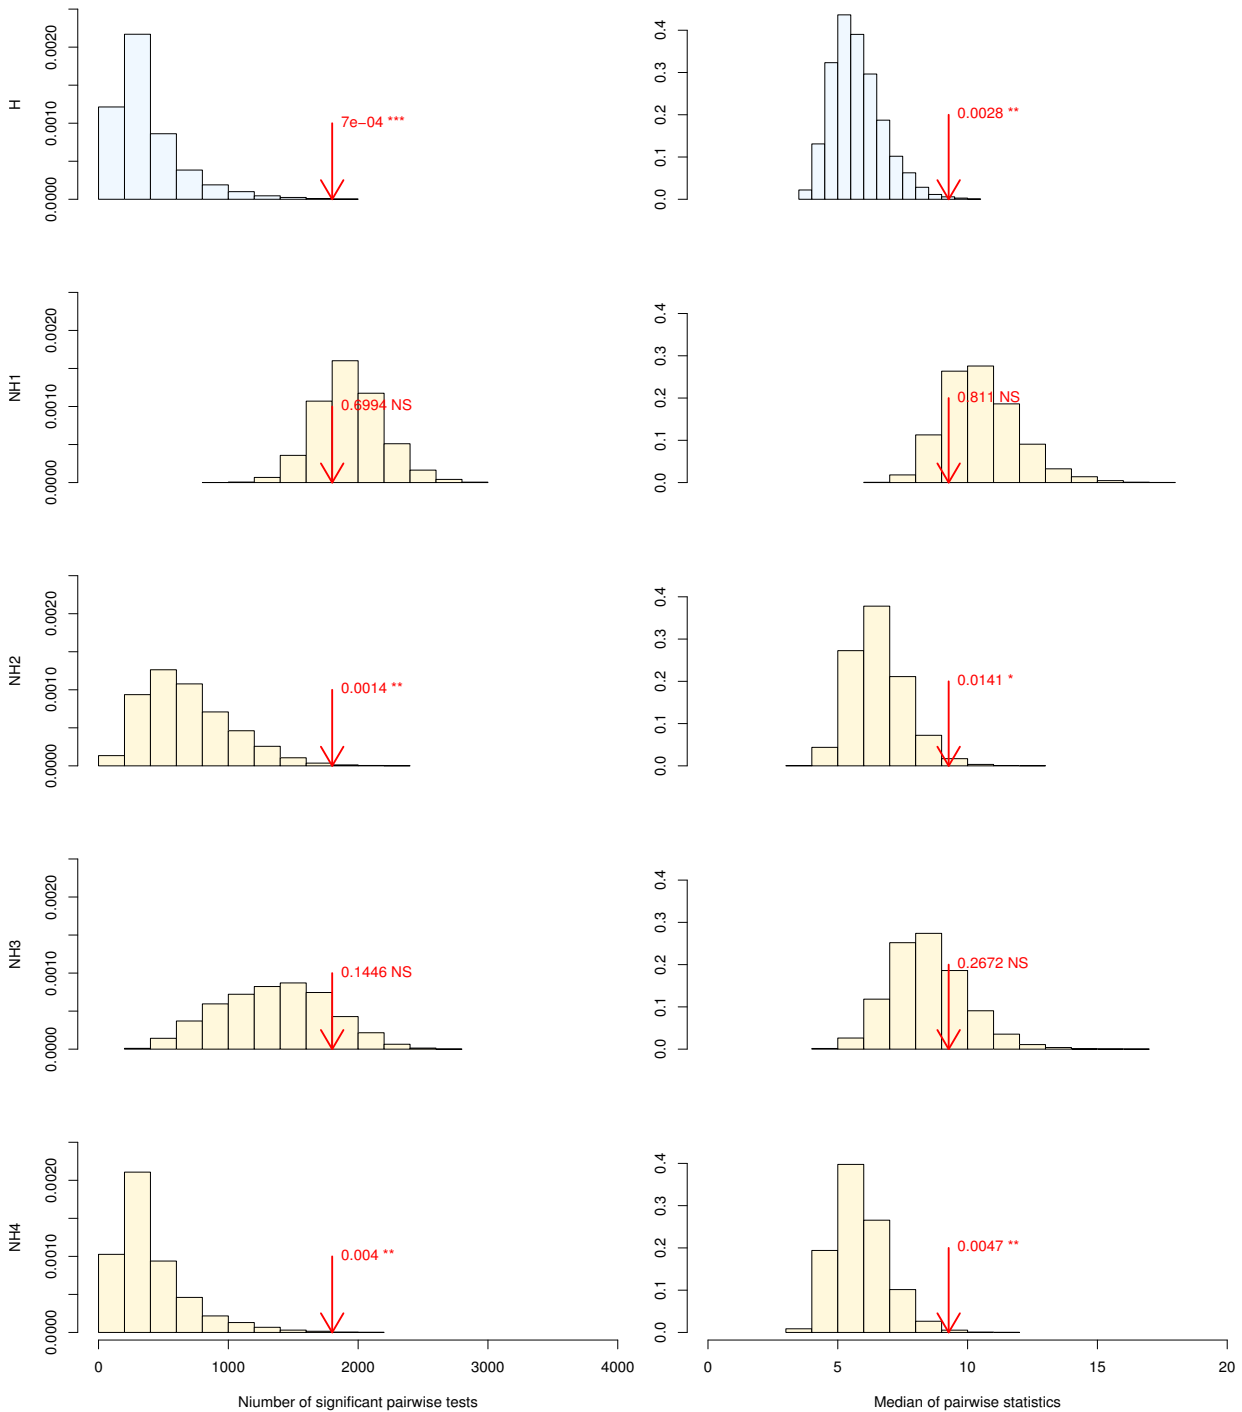 H
0.0000 0.0010 0.0020
7e−04 ***
0.0 0.1 0.2 0.3 0.4
0.0028 **
NH1
0.0000 0.0010 0.0020
0.6994 NS
0.0 0.1 0.2 0.3 0.4
0.811 NS
NH2
0.0000 0.0010 0.0020
0.0014 **
0.0 0.1 0.2 0.3 0.4
0.0141 *
NH3
0.0000 0.0010 0.0020
0.1446 NS
0.0 0.1 0.2 0.3 0.4
0.2672 NS
NH4
0.0000 0.0010 0.0020
0.004 **
0.0 0.1 0.2 0.3 0.4
0.0047 **
0 1000 2000 3000 4000
Niumber of significant pairwise tests
0 5 10 15 20
Median of pairwise statistics